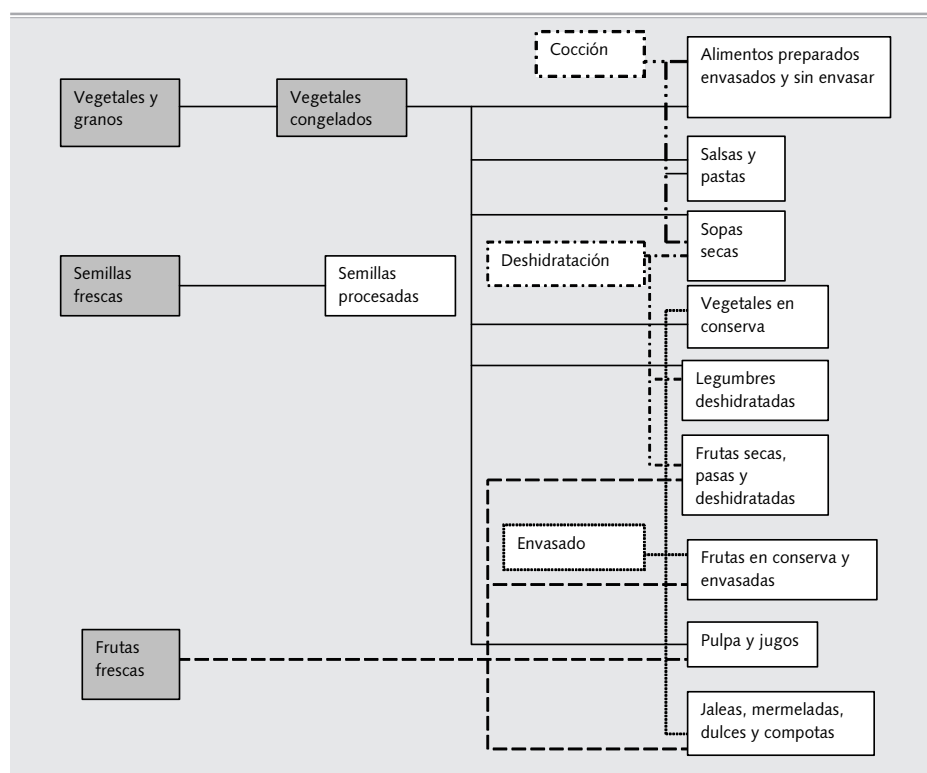 Cocción
Alimentos preparados
envasados y sin envasar
Vegetales y
granos
Vegetales
congelados
Salsas y
pastas
Sopas
secas
Deshidratación
Semillas
frescas
Semillas
procesadas
Vegetales en
conserva
Legumbres
deshidratadas
Frutas secas,
pasas y
deshidratadas
Envasado
Frutas en conserva y
envasadas
Frutas
frescas
Pulpa y jugos
Jaleas, mermeladas,
dulces y compotas